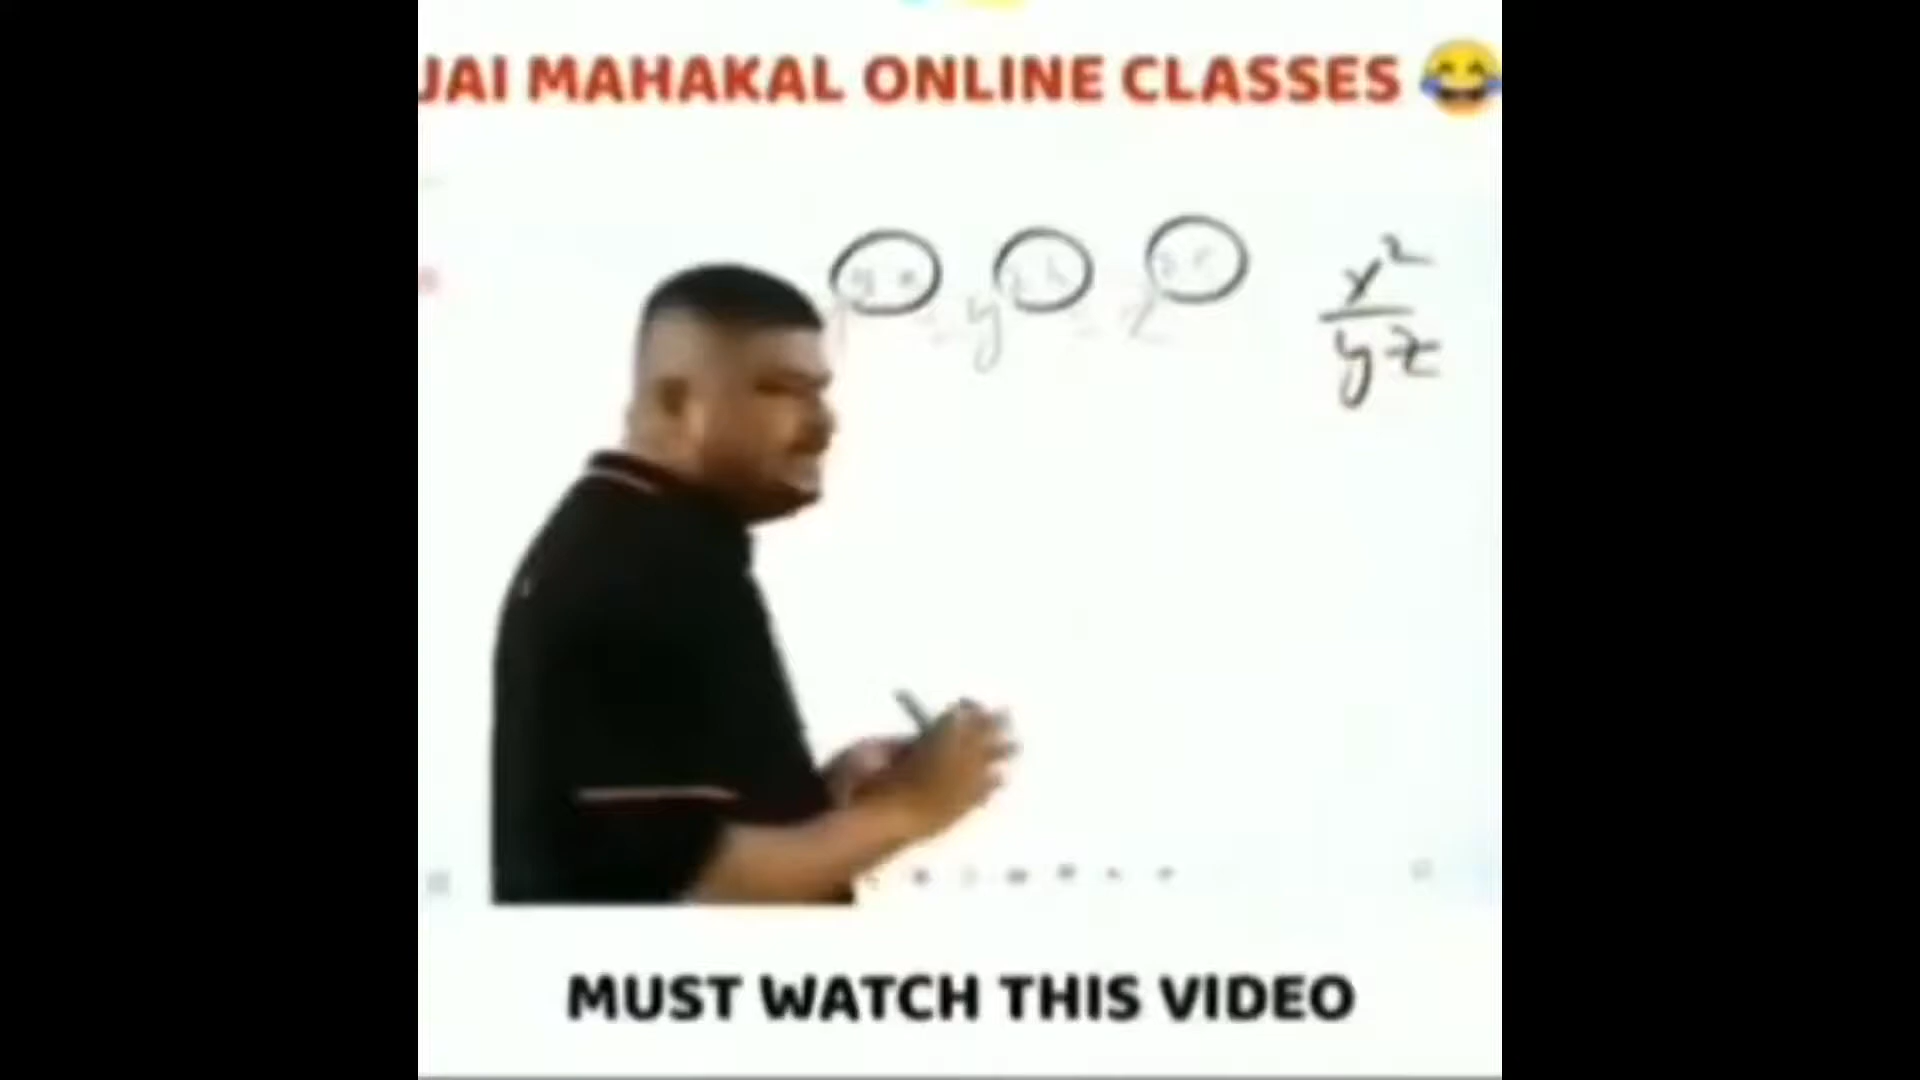 JAI MAHAKAL ONLINE CLASSES 😂
x²
yz
MUST WATCH THIS VIDEO